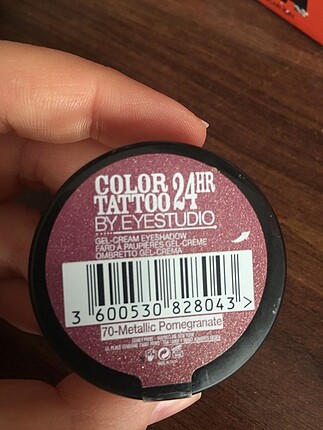 COLOR
TATTOO 24HR
BY EYESTUDIO
GEL-CREAM EYESHADOW
FARD À PAUPIÈRES GEL-CRÈME
OMBRETTO GEL-CREMA
3 600530 828043 >
70-Metallic Pomegranate